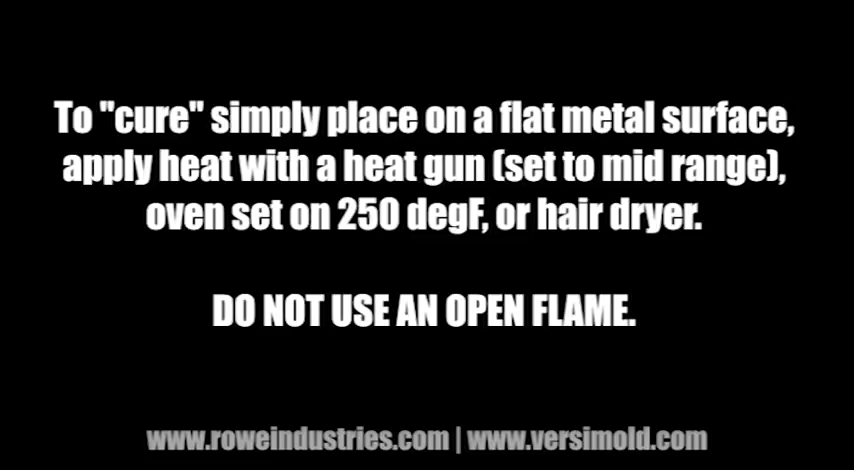 To "cure" simply place on a flat metal surface,
apply heat with a heat gun (set to mid range),
oven set on 250 degF, or hair dryer.
DO NOT USE AN OPEN FLAME.
www.roweindustries.com | www.versimold.com